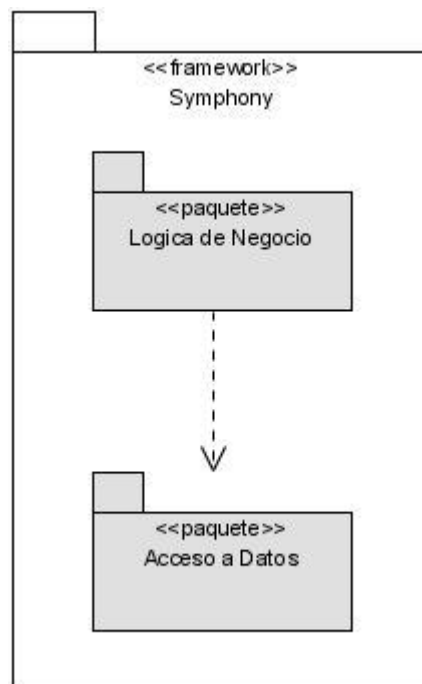 <<framework>>
Symphony
<<paquete>>
Logica de Negocio
<<paquete>>
Acceso a Datos